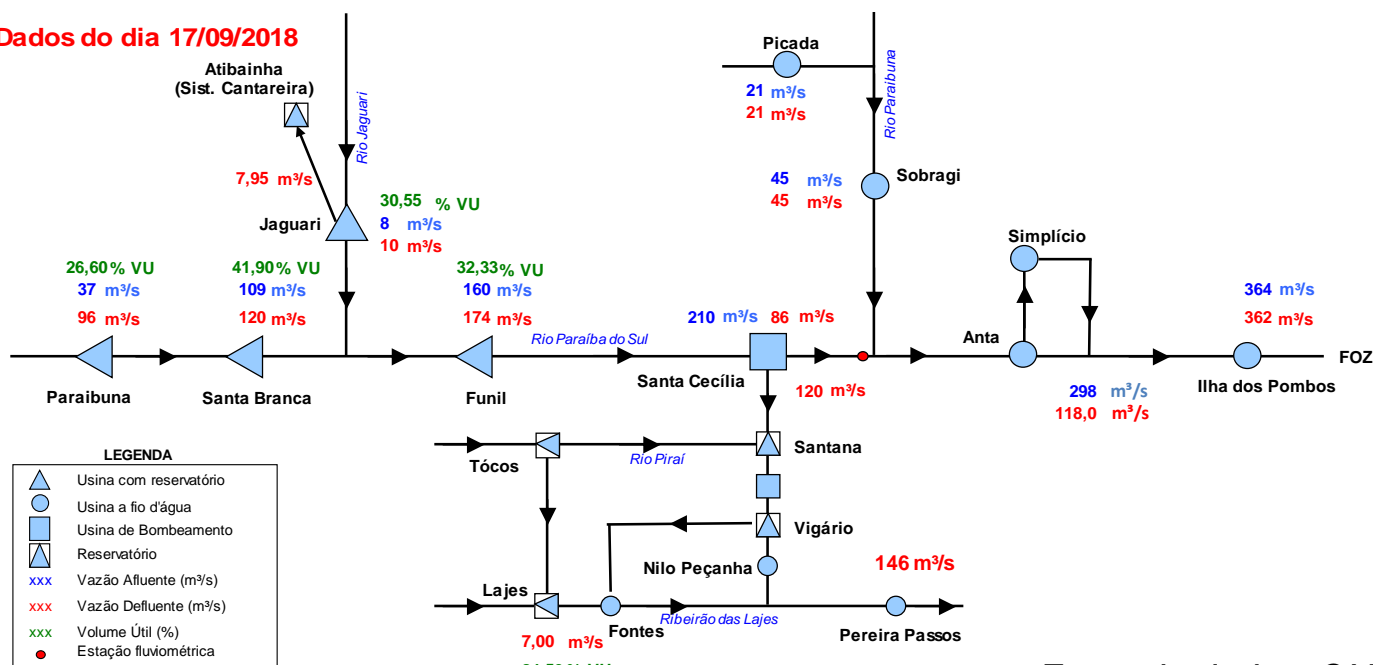 Dados do dia 17/09/2018
Atibainha
(Sist. Cantareira)
Rio Jaguari
7,95 m³/s
Jaguari
30,55 % VU
8 m³/s
10 m³/s
Picada
21 m³/s
21 m³/s
Rio Paraibuna
45 m³/s
45 m³/s
Sobragi
Simplício
26,60% VU
37 m³/s
96 m³/s
Paraibuna
41,90% VU
109 m³/s
120 m³/s
Santa Branca
32,33% VU
160 m³/s
174 m³/s
Funil
Rio Paraíba do Sul
210 m³/s 86 m³/s
Santa Cecília
120 m³/s
Anta
298 m³/s
118,0 m³/s
364 m³/s
362 m³/s
Ilha dos Pombos
FOZ
Tócos
Rio Piraí
Santana
Vigário
Nilo Peçanha
146 m³/s
Lajes
7,00 m³/s
Fontes
Ribeirão das Lajes
Pereira Passos
LEGENDA
Usina com reservatório
Usina a fio d'água
Usina de Bombeamento
Reservatório
xxx Vazão Afluente (m³/s)
xxx Vazão Defluente (m³/s)
xxx Volume Útil (%)
Estação fluviométrica